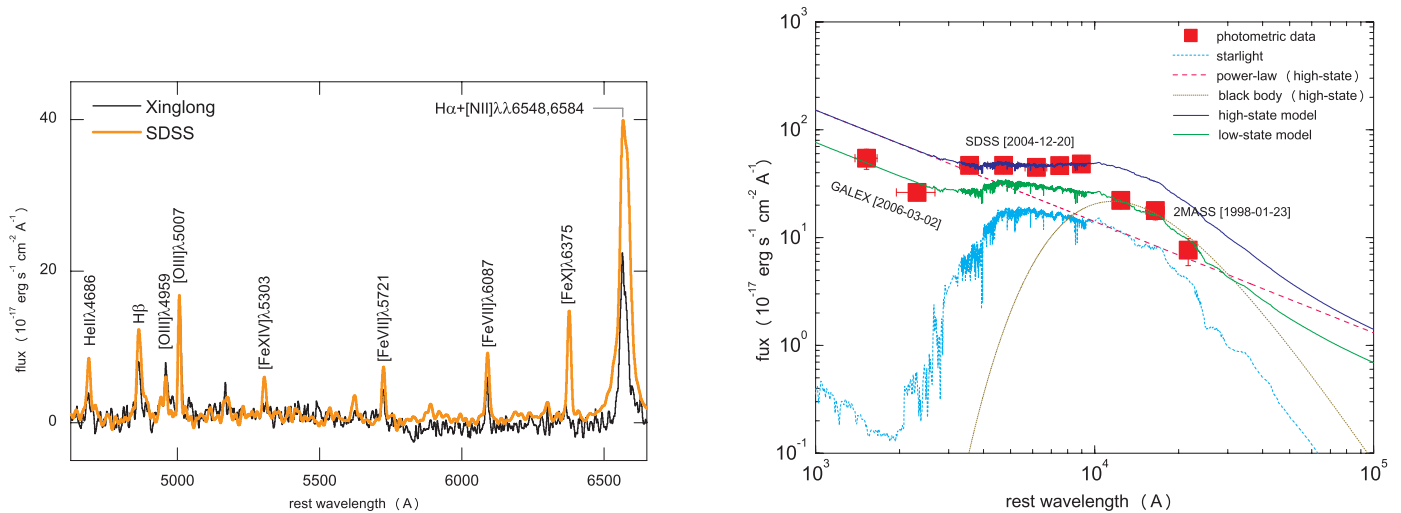 Xinglong
SDSS
Hα+[NII]λλ6548,6584
HeIIλ4686
Hβ
[OIII]λ4959
[OIII]λ5007
[FeXIV]λ5303
[FeVII]λ5721
[FeVII]λ6087
[FeX]λ6375
40
20
0
flux (10⁻¹⁷ erg s⁻¹ cm⁻² A⁻¹)
5000 5500 6000 6500
rest wavelength (A)
photometric data
starlight
power-law (high-state)
black body (high-state)
high-state model
low-state model
SDSS [2004-12-20]
GALEX [2006-03-02]
2MASS [1998-01-23]
10³
10²
10¹
10⁰
10⁻¹
flux (10⁻¹⁷ erg s⁻¹ cm⁻² A⁻¹)
10³ 10⁴ 10⁵
rest wavelength (A)